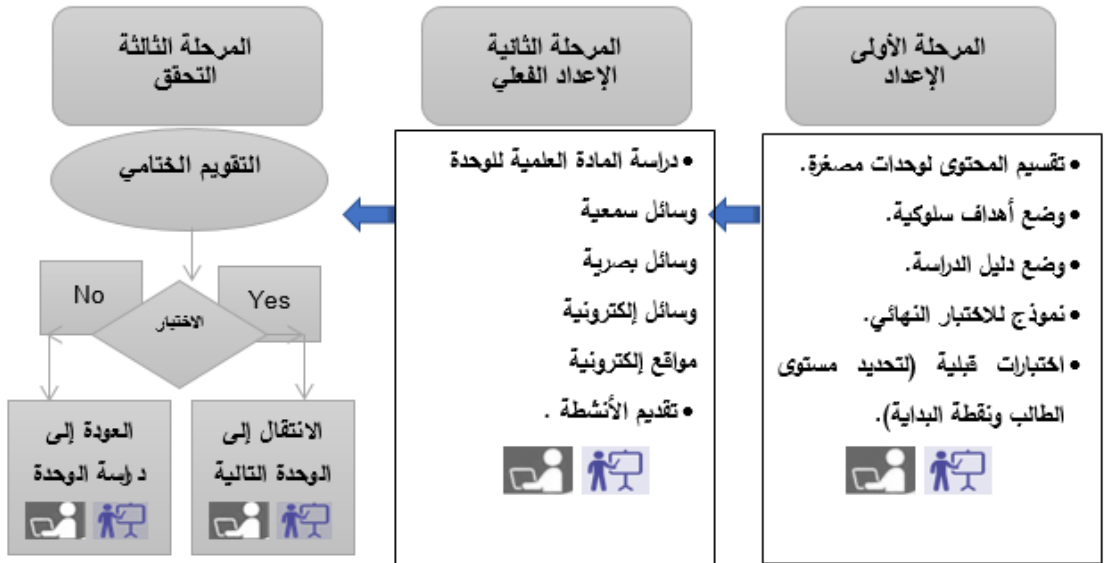 المرحلة الأولى
الإعداد
• تقسيم المحتوى لوحدات مصغرة.
• وضع أهداف سلوكية.
• وضع دليل الدراسة.
• نموذج للاختبار النهائي.
• اختبارات قبلية (لتحديد مستوى
الطالب ونقطة البداية).
المرحلة الثانية
الإعداد الفعلي
• دراسة المادة العلمية للوحدة
وسائل سمعية
وسائل بصرية
وسائل إلكترونية
مواقع إلكترونية
• تقديم الأنشطة .
المرحلة الثالثة
التحقق
التقويم الختامي
Yes
No
الاختبار
الانتقال إلى
الوحدة التالية
العودة إلى
دراسة الوحدة